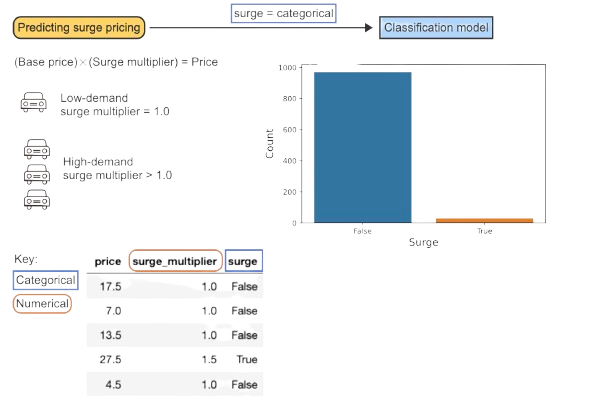 Predicting surge pricing
surge = categorical
Classification model
(Base price)×(Surge multiplier) = Price
Low-demand
surge multiplier = 1.0
High-demand
surge multiplier > 1.0
Count
1000
800
600
400
200
0
False True
Surge
Key:
Categorical
Numerical
price surge_multiplier surge
17.5 1.0 False
7.0 1.0 False
13.5 1.0 False
27.5 1.5 True
4.5 1.0 False